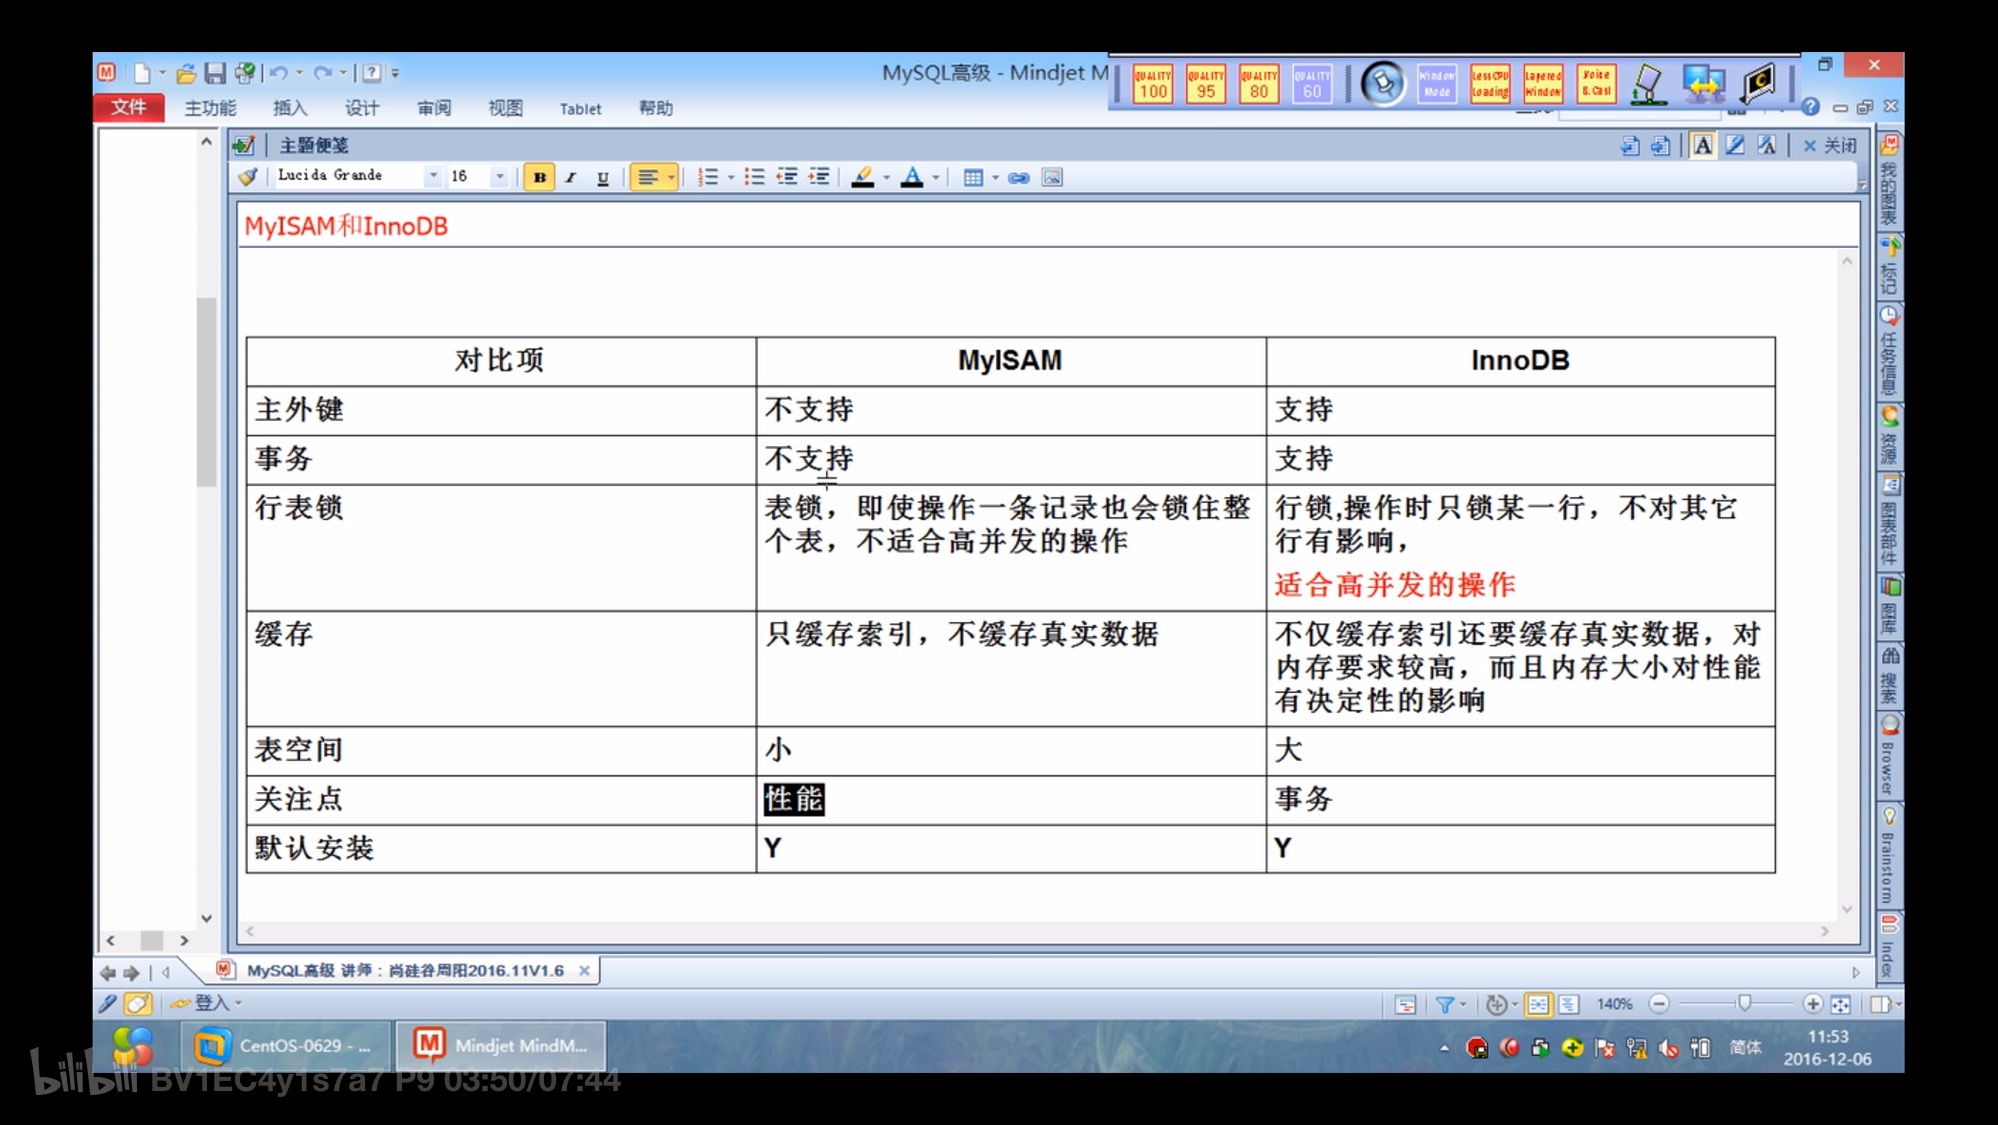 MySQL高级 - Mindjet M
QUALITY 100
QUALITY 95
QUALITY 80
QUALITY 60
Window Mode
LessCPU Loading
Layered Window
Voice B.Cast
文件 主功能 插入 设计 审阅 视图 Tablet 帮助
主题便笺
关闭
Lucida Grande 16 B I U
MyISAM和InnoDB
对比项 MyISAM InnoDB
主外键 不支持 支持
事务 不支持 支持
行表锁 表锁，即使操作一条记录也会锁住整 行锁,操作时只锁某一行，不对其它
个表，不适合高并发的操作 行有影响，
适合高并发的操作
缓存 只缓存索引，不缓存真实数据 不仅缓存索引还要缓存真实数据，对
内存要求较高，而且内存大小对性能
有决定性的影响
表空间 小 大
关注点 性能 事务
默认安装 Y Y
我的图表
标记
任务信息
资源
图表部件
图库
搜索
Browser
Brainstorm
Index
MySQL高级 讲师：尚硅谷周阳2016.11V1.6
登入
140%
CentOS-0629 - ...
Mindjet MindM...
简体
11:53
2016-12-06
bilibili BV1EC4y1s7a7 P9 03:50/07:44